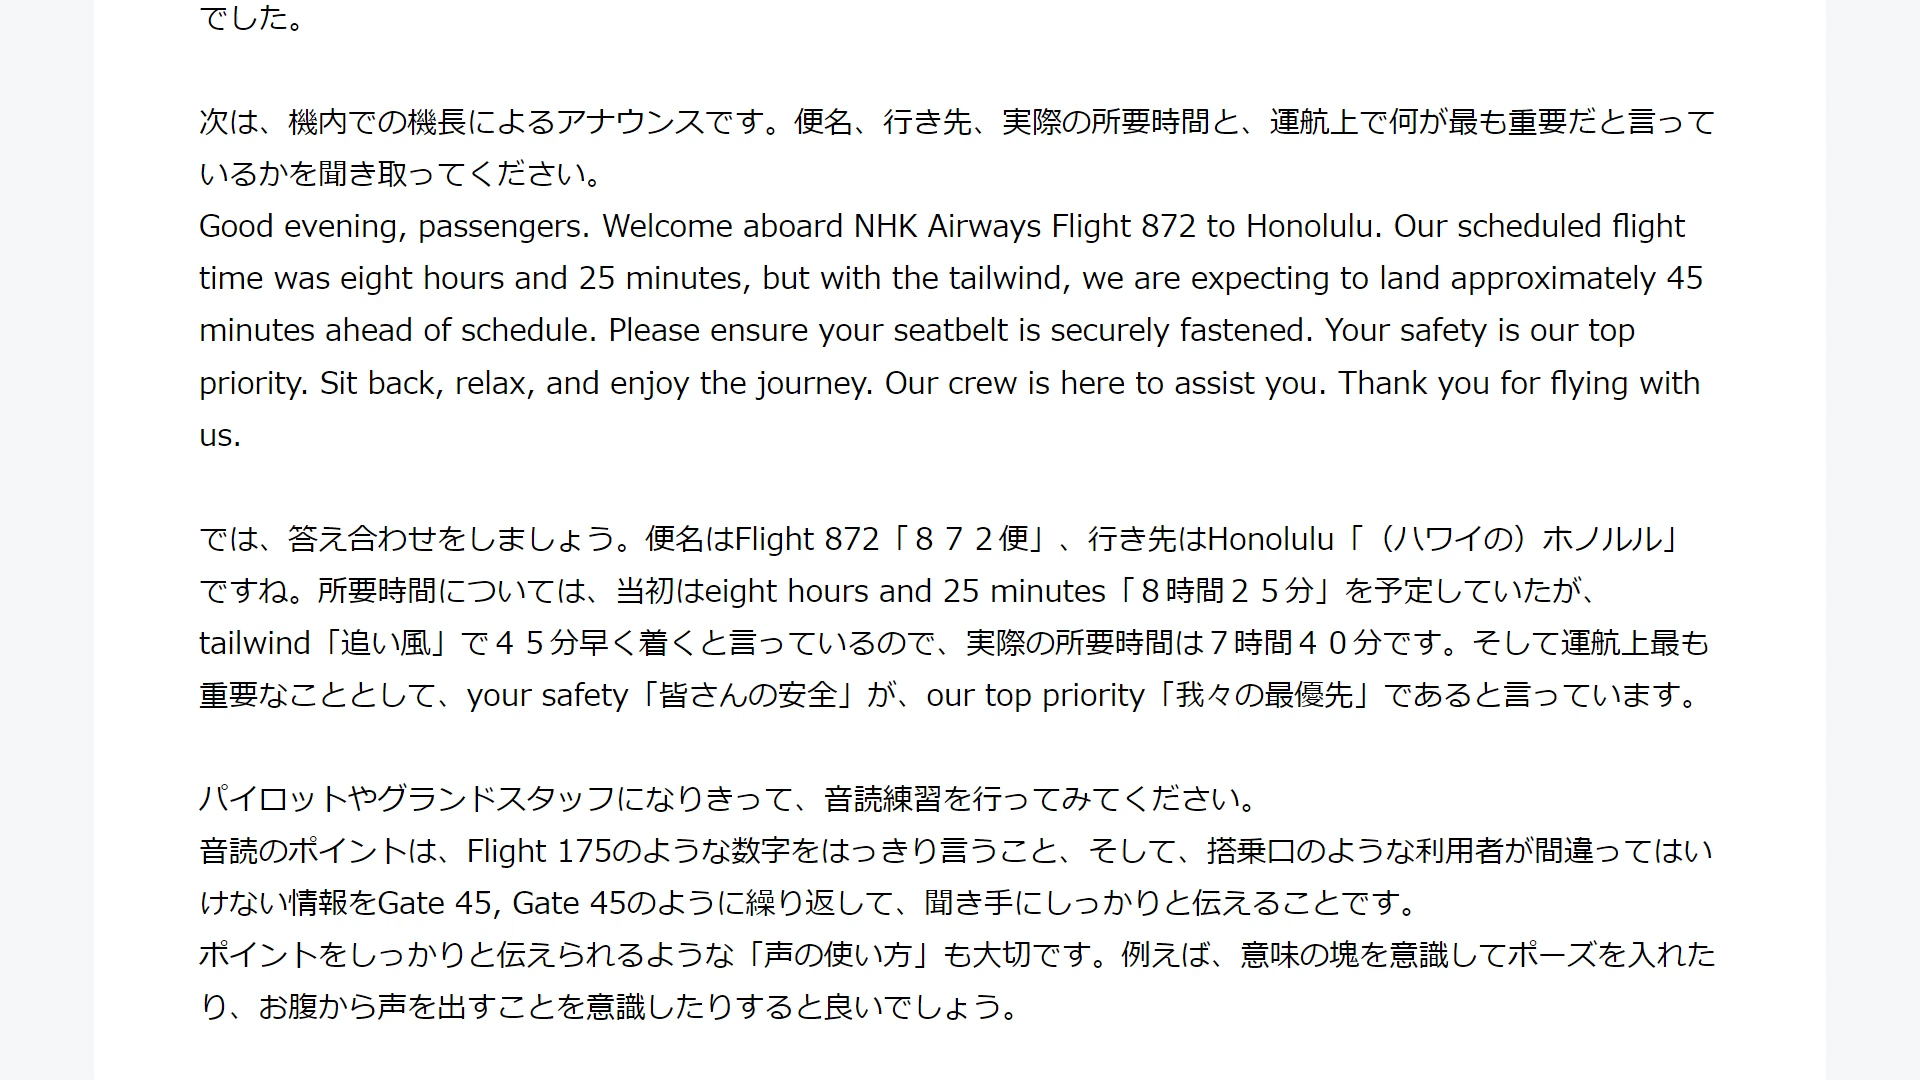 でした。
次は、機内での機長によるアナウンスです。便名、行き先、実際の所要時間と、運航上で何が最も重要だと言って
いるかを聞き取ってください。
Good evening, passengers. Welcome aboard NHK Airways Flight 872 to Honolulu. Our scheduled flight
time was eight hours and 25 minutes, but with the tailwind, we are expecting to land approximately 45
minutes ahead of schedule. Please ensure your seatbelt is securely fastened. Your safety is our top
priority. Sit back, relax, and enjoy the journey. Our crew is here to assist you. Thank you for flying with
us.
では、答え合わせをしましょう。便名はFlight 872「８７２便」、行き先はHonolulu「（ハワイの）ホノルル」
ですね。所要時間については、当初はeight hours and 25 minutes「８時間２５分」を予定していたが、
tailwind「追い風」で４５分早く着くと言っているので、実際の所要時間は７時間４０分です。そして運航上最も
重要なこととして、your safety「皆さんの安全」が、our top priority「我々の最優先」であると言っています。
パイロットやグランドスタッフになりきって、音読練習を行ってみてください。
音読のポイントは、Flight 175のような数字をはっきり言うこと、そして、搭乗口のような利用者が間違ってはい
けない情報をGate 45, Gate 45のように繰り返して、聞き手にしっかりと伝えることです。
ポイントをしっかりと伝えられるような「声の使い方」も大切です。例えば、意味の塊を意識してポーズを入れた
り、お腹から声を出すことを意識したりすると良いでしょう。